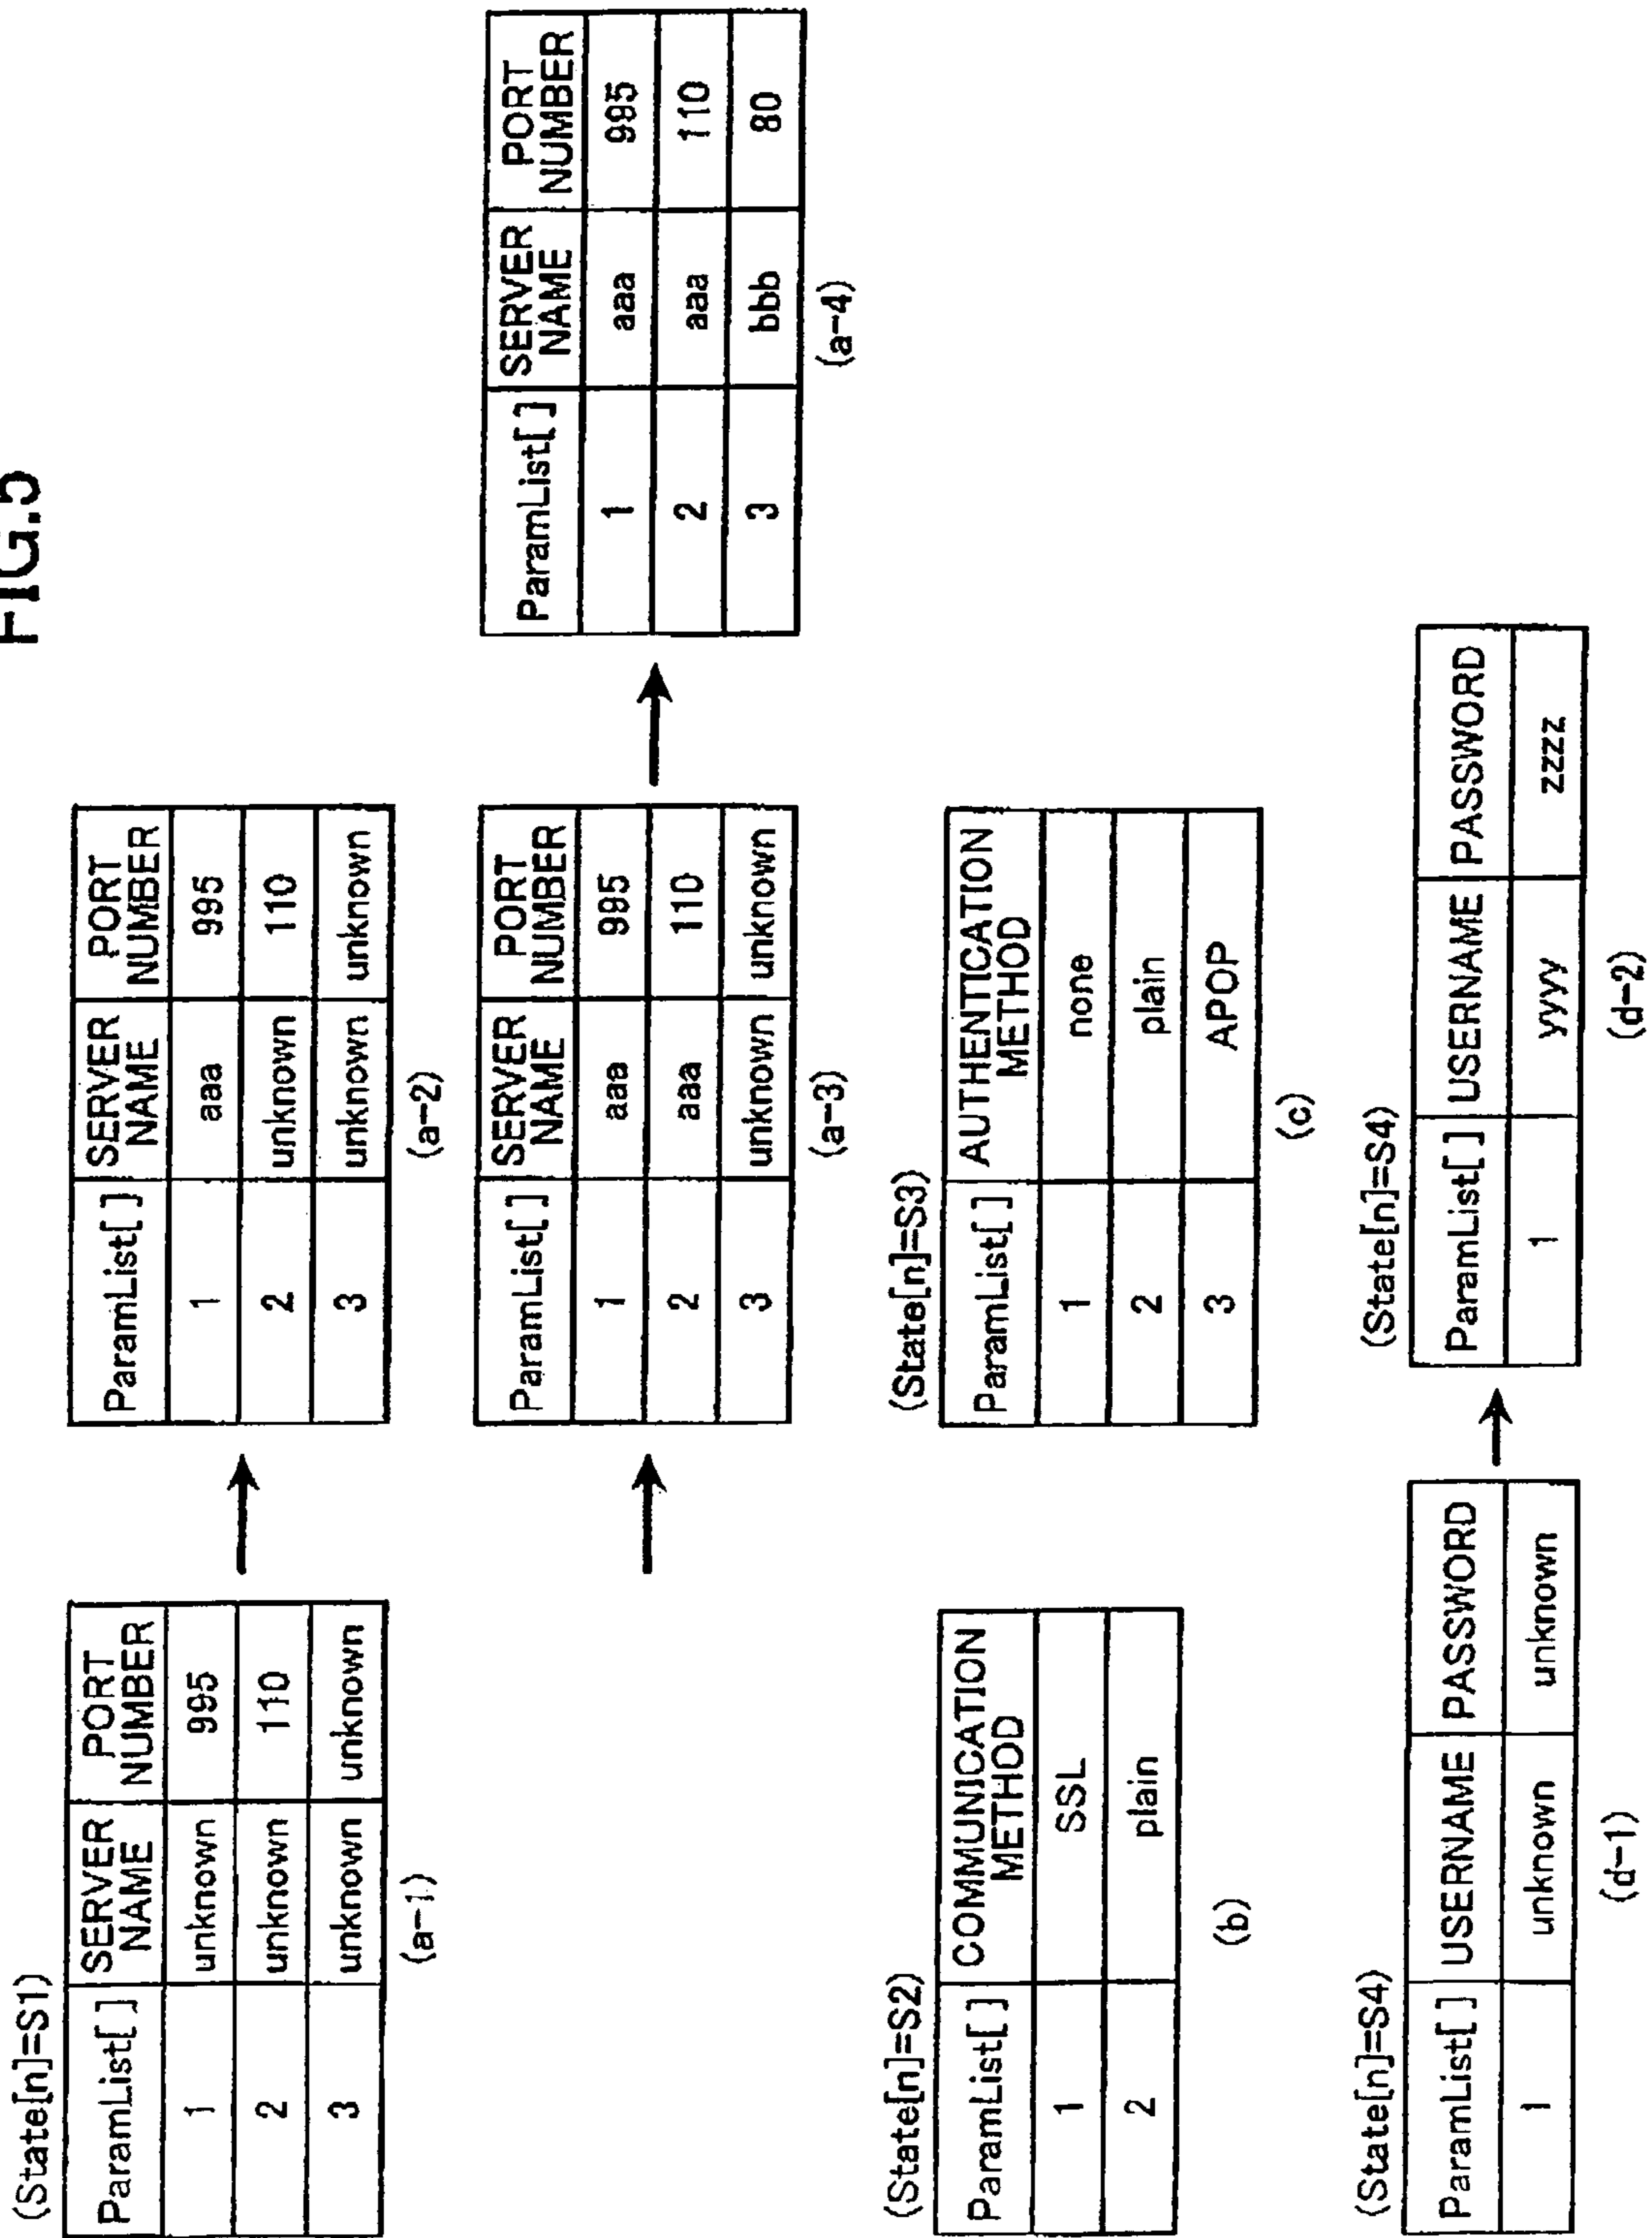 FIG.5
(State[n]=S1)
ParamList[ ] SERVER NAME PORT NUMBER
1 unknown 995
2 unknown 110
3 unknown unknown
(a-1)
ParamList[ ] SERVER NAME PORT NUMBER
1 aaa 995
2 unknown 110
3 unknown unknown
(a-2)
ParamList[ ] SERVER NAME PORT NUMBER
1 aaa 995
2 aaa 110
3 unknown unknown
(a-3)
ParamList[ ] SERVER NAME PORT NUMBER
1 aaa 995
2 aaa 110
3 bbb 80
(a-4)
(State[n]=S2)
ParamList[ ] COMMUNICATION METHOD
1 SSL
2 plain
(b)
(State[n]=S3)
ParamList[ ] AUTHENTICATION METHOD
1 none
2 plain
3 APOP
(c)
(State[n]=S4)
ParamList[ ] USERNAME PASSWORD
1 unknown unknown
(d-1)
(State[n]=S4)
ParamList[ ] USERNAME PASSWORD
1 yyyy zzzz
(d-2)